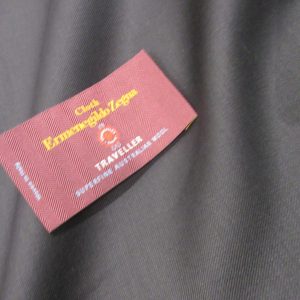 Cloth
Ermenegildo Zegna
TRAVELLER
SUPERFINE AUSTRALIAN WOOL